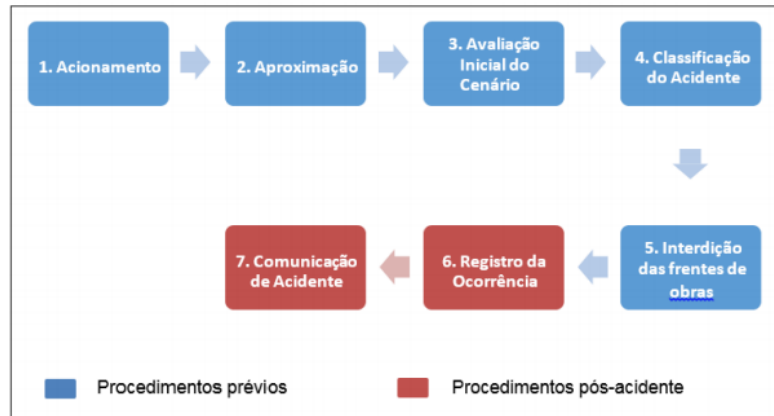 1. Acionamento
2. Aproximação
3. Avaliação
Inicial do
Cenário
4. Classificação
do Acidente
5. Interdição
das frentes de
obras
6. Registro da
Ocorrência
7. Comunicação
de Acidente
Procedimentos prévios
Procedimentos pós-acidente